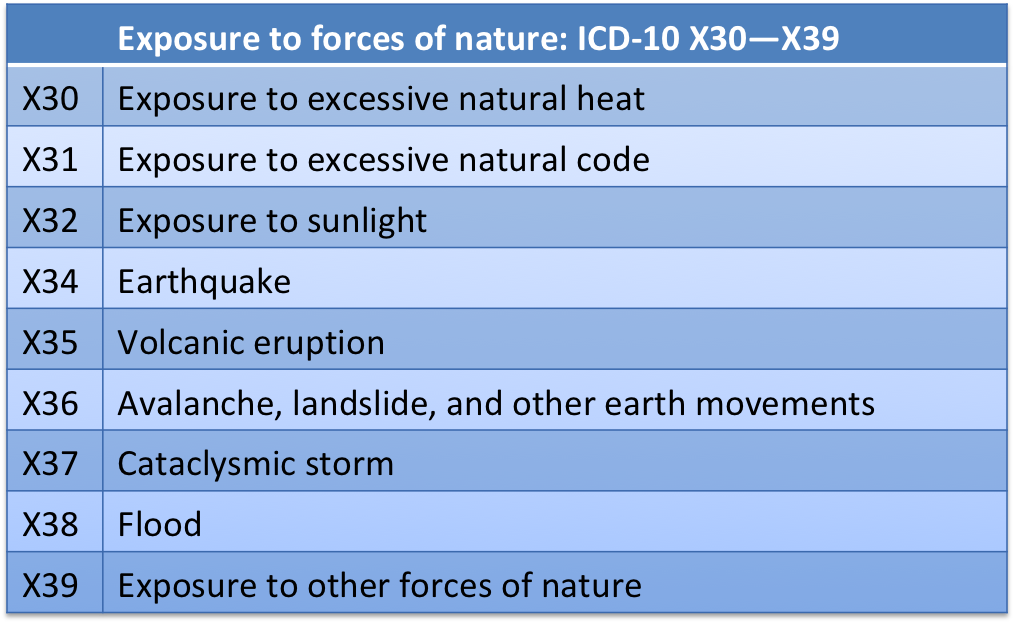 Exposure to forces of nature: ICD-10 X30—X39
X30 Exposure to excessive natural heat
X31 Exposure to excessive natural code
X32 Exposure to sunlight
X34 Earthquake
X35 Volcanic eruption
X36 Avalanche, landslide, and other earth movements
X37 Cataclysmic storm
X38 Flood
X39 Exposure to other forces of nature